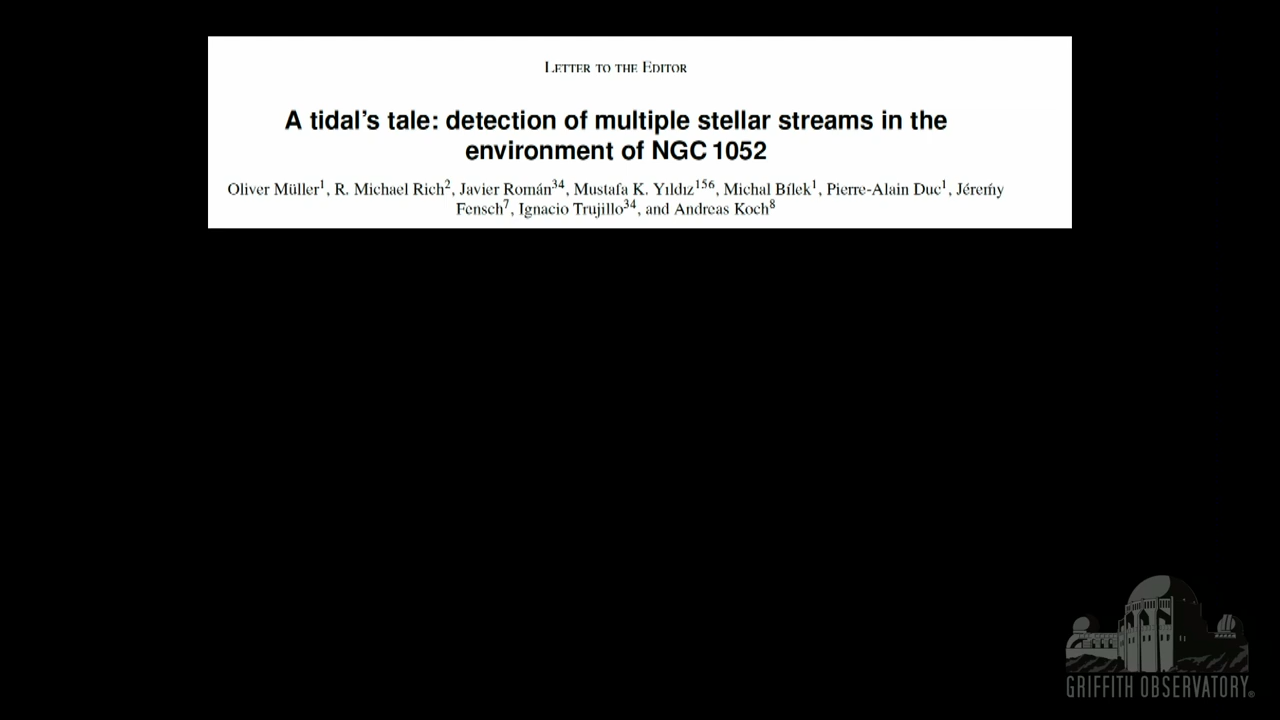 LETTER TO THE EDITOR
A tidal's tale: detection of multiple stellar streams in the
environment of NGC 1052
Oliver Müller1, R. Michael Rich2, Javier Román34, Mustafa K. Yıldız156, Michal Bílek1, Pierre-Alain Duc1, Jéremy
Fensch7, Ignacio Trujillo34, and Andreas Koch8
GRIFFITH OBSERVATORY®